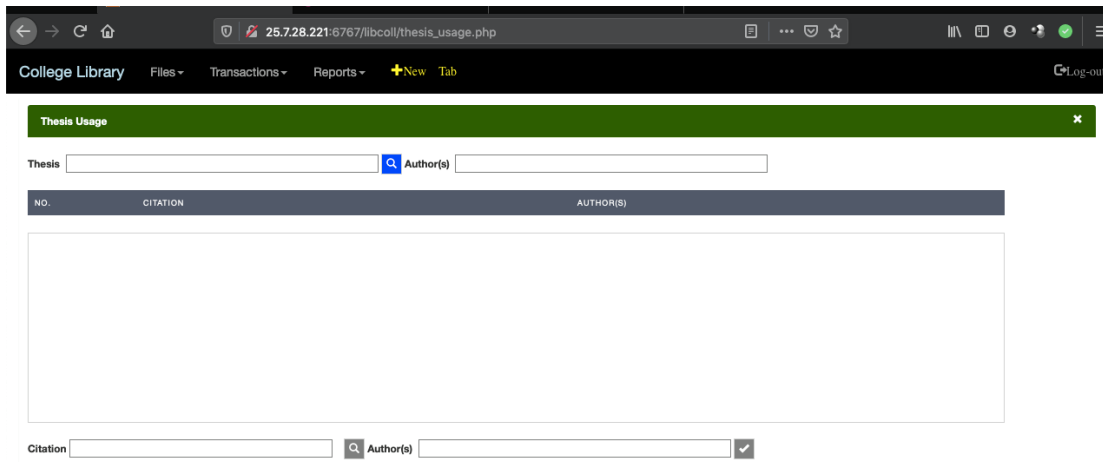 25.7.28.221:6767/libcoll/thesis_usage.php
College Library Files Transactions Reports New Tab Log-out
Thesis Usage
Thesis Author(s)
NO. CITATION AUTHOR(S)
Citation Author(s)